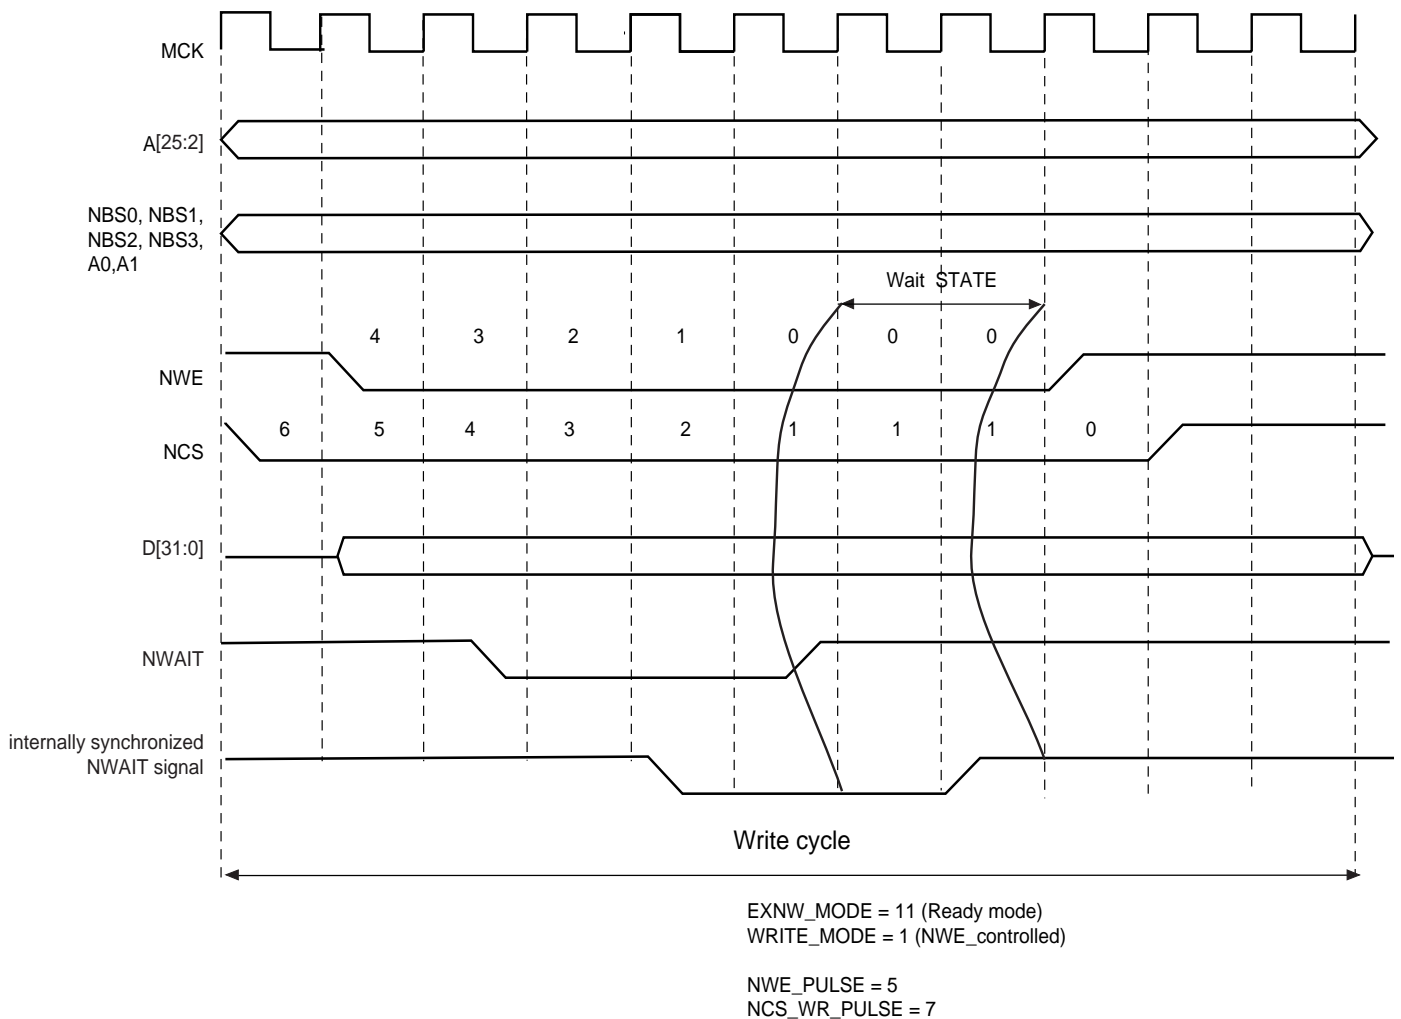 MCK
A[25:2]
NBS0, NBS1,
NBS2, NBS3,
A0,A1
Wait STATE
4 3 2 1 0 0 0
NWE
6 5 4 3 2 1 1 1 0
NCS
D[31:0]
NWAIT
internally synchronized
NWAIT signal
Write cycle
EXNW_MODE = 11 (Ready mode)
WRITE_MODE = 1 (NWE_controlled)
NWE_PULSE = 5
NCS_WR_PULSE = 7